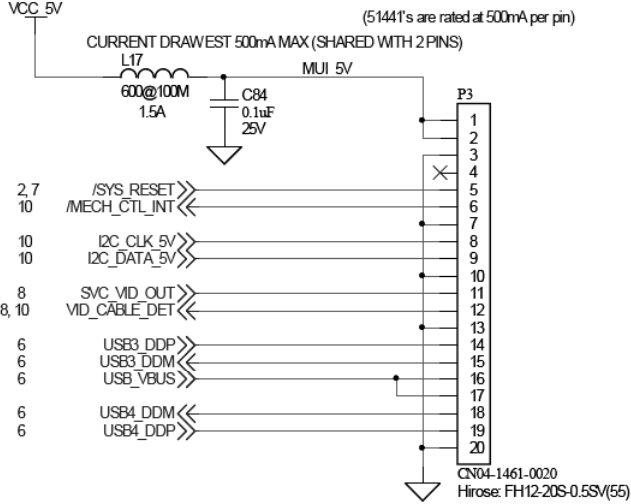 VCC_5V
(51441's are rated at 500mA per pin)
CURRENT DRAW EST 500mA MAX (SHARED WITH 2 PINS)
L17
MUI_5V
600@100M
1.5A
C84
0.1uF
25V
P3
1
2
3
4
2, 7 /SYS_RESET 5
10 /MECH_CTL_INT 6
7
10 I2C_CLK_5V 8
10 I2C_DATA_5V 9
10
8 SVC_VID_OUT 11
8, 10 VID_CABLE_DET 12
13
6 USB3_DDP 14
6 USB3_DDM 15
6 USB_VBUS 16
17
6 USB4_DDM 18
6 USB4_DDP 19
20
CN04-1461-0020
Hirose: FH12-20S-0.5SV(55)